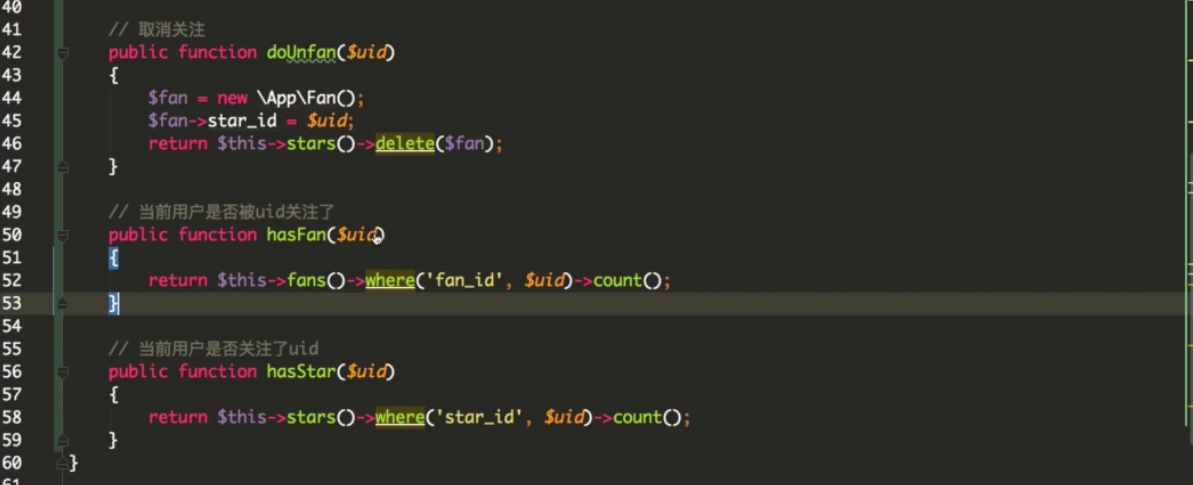 40
41 // 取消关注
42 public function doUnfan($uid)
43 {
44 $fan = new \App\Fan();
45 $fan->star_id = $uid;
46 return $this->stars()->delete($fan);
47 }
48
49 // 当前用户是否被uid关注了
50 public function hasFan($uid)
51 {
52 return $this->fans()->where('fan_id', $uid)->count();
53 }
54
55 // 当前用户是否关注了uid
56 public function hasStar($uid)
57 {
58 return $this->stars()->where('star_id', $uid)->count();
59 }
60 }
61